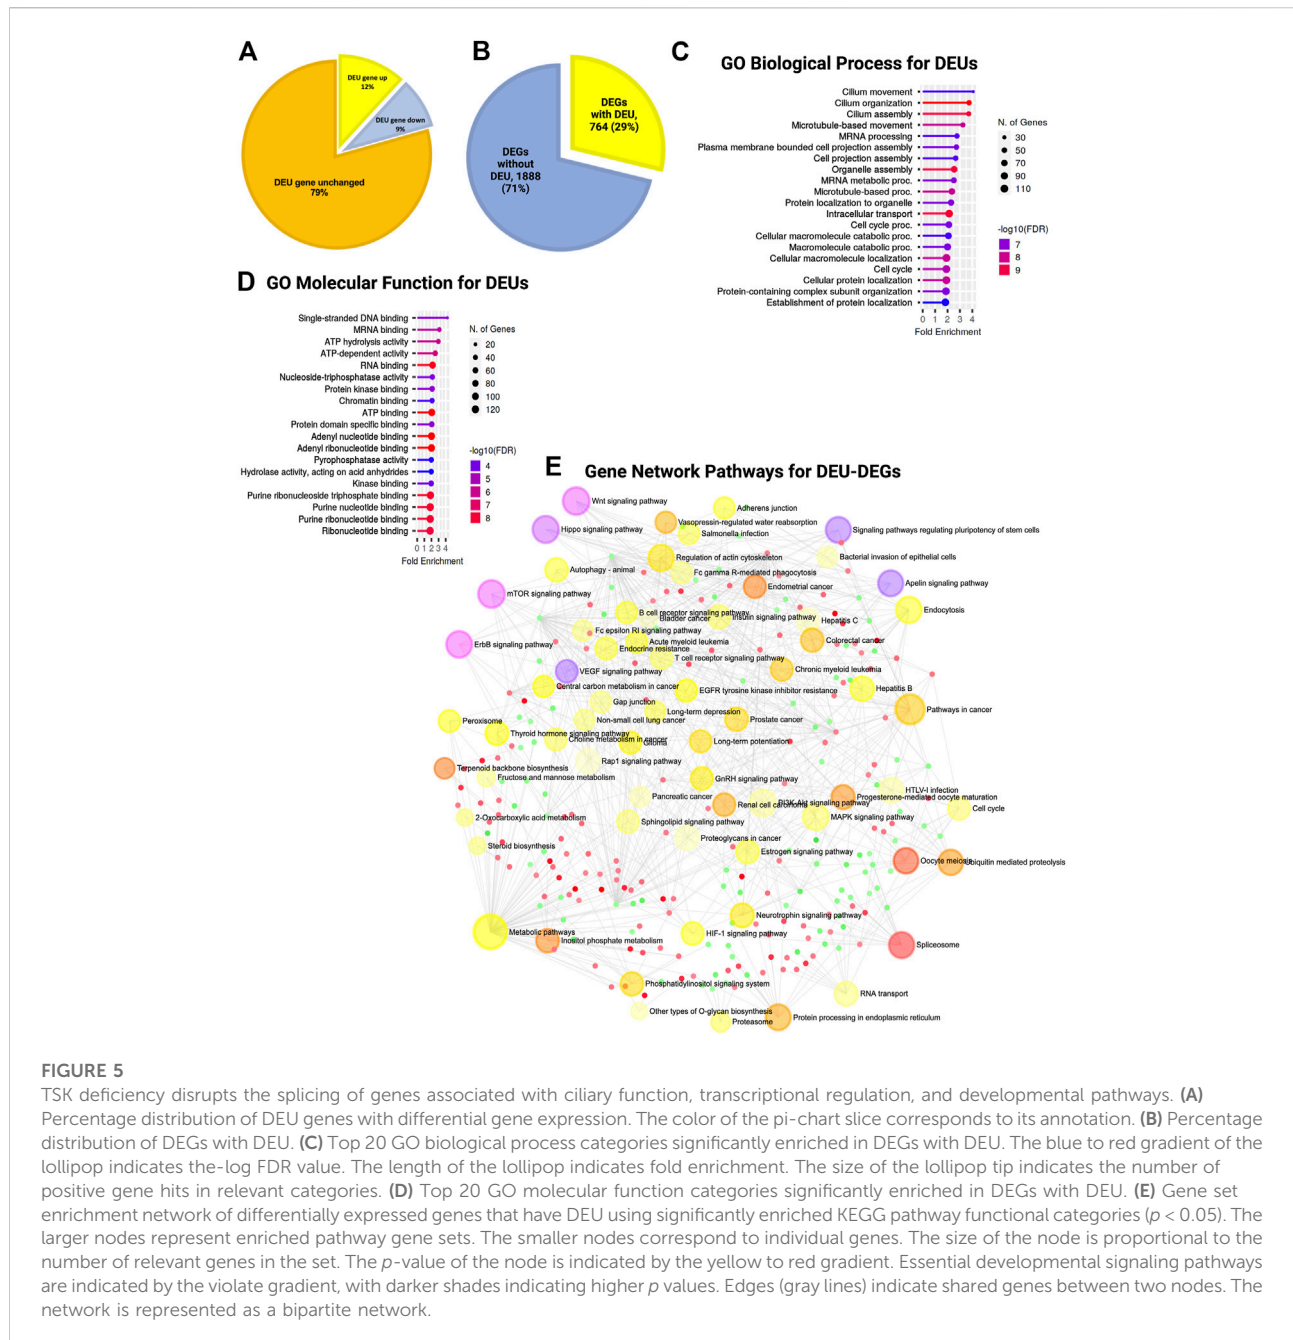 A
DEU gene up
12%
DEU gene down
9%
DEU gene unchanged
79%
B
DEGs
with DEU,
764 (29%)
DEGs
without
DEU, 1888
(71%)
C
GO Biological Process for DEUs
Cilium movement
Cilium organization
Cilium assembly
Microtubule-based movement
MRNA processing
Plasma membrane bounded cell projection assembly
Cell projection assembly
Organelle assembly
MRNA metabolic proc.
Microtubule-based proc.
Protein localization to organelle
Intracellular transport
Cell cycle proc.
Cellular macromolecule catabolic proc.
Macromolecule catabolic proc.
Cellular macromolecule localization
Cell cycle
Cellular protein localization
Protein-containing complex subunit organization
Establishment of protein localization
0 1 2 3 4
Fold Enrichment
N. of Genes
30
50
70
90
110
-log10(FDR)
7
8
9
D
GO Molecular Function for DEUs
Single-stranded DNA binding
MRNA binding
ATP hydrolysis activity
ATP-dependent activity
RNA binding
Nucleoside-triphosphatase activity
Protein kinase binding
Chromatin binding
ATP binding
Protein domain specific binding
Adenyl nucleotide binding
Adenyl ribonucleotide binding
Pyrophosphatase activity
Hydrolase activity, acting on acid anhydrides
Kinase binding
Purine ribonucleoside triphosphate binding
Purine nucleotide binding
Purine ribonucleotide binding
Ribonucleotide binding
0 1 2 3 4
Fold Enrichment
N. of Genes
20
40
60
80
100
120
-log10(FDR)
4
5
6
7
8
E
Gene Network Pathways for DEU-DEGs
Wnt signaling pathway
Adherens junction
Vasopressin-regulated water reabsorption
Hippo signaling pathway
Salmonella infection
Signaling pathways regulating pluripotency of stem cells
Regulation of actin cytoskeleton
Bacterial invasion of epithelial cells
Autophagy - animal
Fc gamma R-mediated phagocytosis
Endometrial cancer
Apelin signaling pathway
mTOR signaling pathway
B cell receptor signaling pathway
Bladder cancer
Insulin signaling pathway
Hepatitis C
Endocytosis
Fc epsilon RI signaling pathway
Acute myeloid leukemia
Colorectal cancer
ErbB signaling pathway
Endocrine resistance
T cell receptor signaling pathway
VEGF signaling pathway
Chronic myeloid leukemia
Central carbon metabolism in cancer
EGFR tyrosine kinase inhibitor resistance
Hepatitis B
Gap junction
Long-term depression
Pathways in cancer
Peroxisome
Non-small cell lung cancer
Prostate cancer
Thyroid hormone signaling pathway
Choline metabolism in cancer
Glioma
Long-term potentiation
Rap1 signaling pathway
Terpenoid backbone biosynthesis
Fructose and mannose metabolism
GnRH signaling pathway
HTLV-I infection
Pancreatic cancer
Renal cell carcinoma
PI3K-Akt signaling pathway
Progesterone-mediated oocyte maturation
Cell cycle
2-Oxocarboxylic acid metabolism
Sphingolipid signaling pathway
MAPK signaling pathway
Proteoglycans in cancer
Steroid biosynthesis
Estrogen signaling pathway
Oocyte meiosis
Ubiquitin mediated proteolysis
Neurotrophin signaling pathway
Metabolic pathways
Inositol phosphate metabolism
HIF-1 signaling pathway
Spliceosome
Phosphatidylinositol signaling system
RNA transport
Other types of O-glycan biosynthesis
Proteasome
Protein processing in endoplasmic reticulum
FIGURE 5
TSK deficiency disrupts the splicing of genes associated with ciliary function, transcriptional regulation, and developmental pathways. (A)
Percentage distribution of DEU genes with differential gene expression. The color of the pi-chart slice corresponds to its annotation. (B) Percentage
distribution of DEGs with DEU. (C) Top 20 GO biological process categories significantly enriched in DEGs with DEU. The blue to red gradient of the
lollipop indicates the-log FDR value. The length of the lollipop indicates fold enrichment. The size of the lollipop tip indicates the number of
positive gene hits in relevant categories. (D) Top 20 GO molecular function categories significantly enriched in DEGs with DEU. (E) Gene set
enrichment network of differentially expressed genes that have DEU using significantly enriched KEGG pathway functional categories (p < 0.05). The
larger nodes represent enriched pathway gene sets. The smaller nodes correspond to individual genes. The size of the node is proportional to the
number of relevant genes in the set. The p-value of the node is indicated by the yellow to red gradient. Essential developmental signaling pathways
are indicated by the violate gradient, with darker shades indicating higher p values. Edges (gray lines) indicate shared genes between two nodes. The
network is represented as a bipartite network.